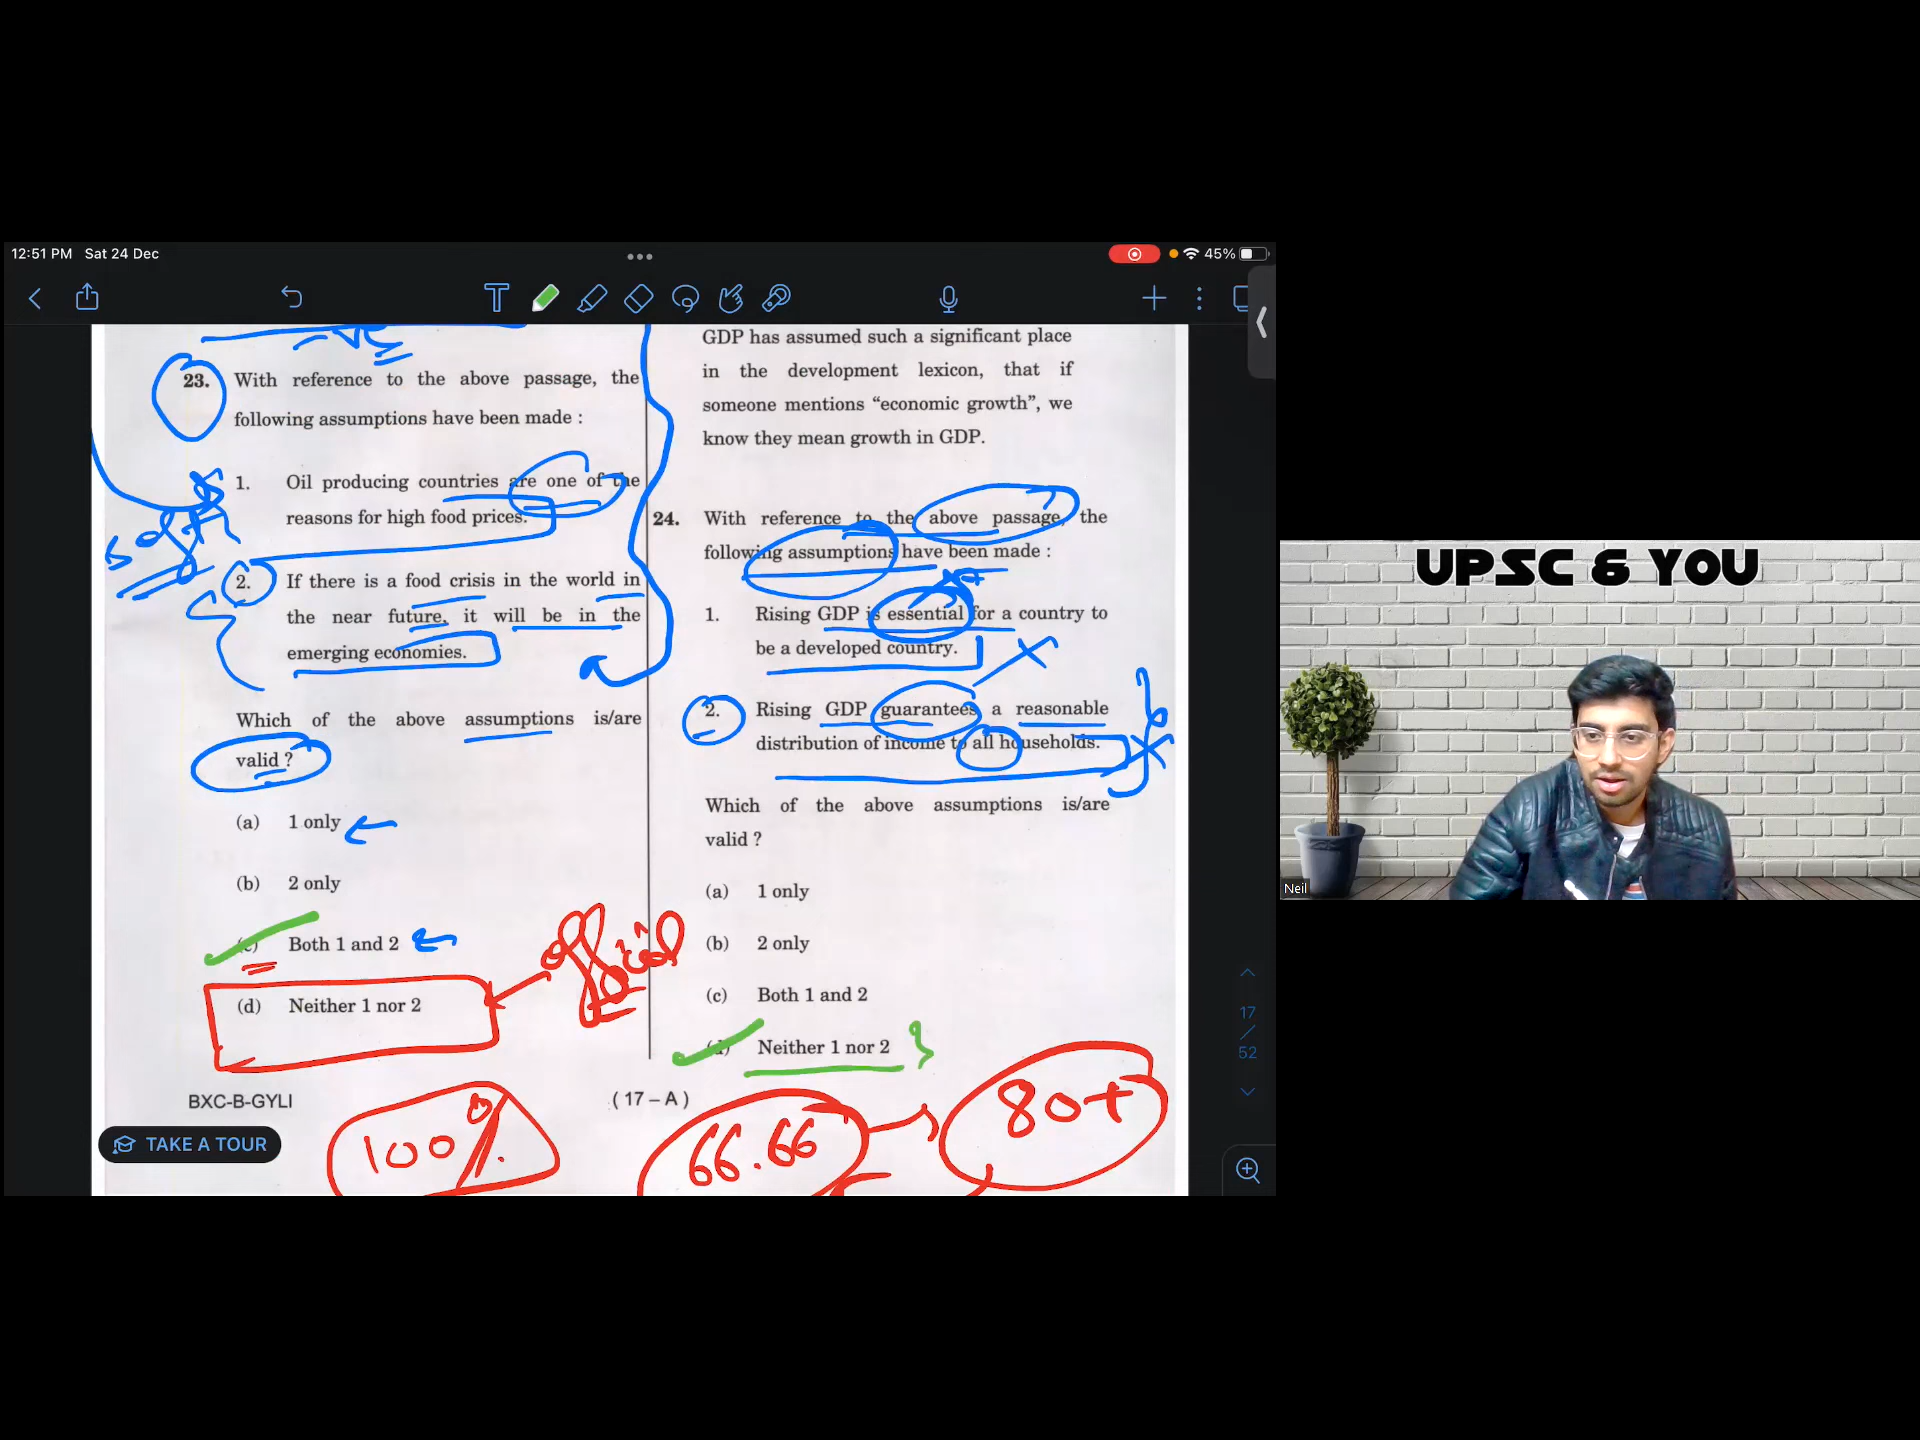 12:51 PM Sat 24 Dec
45%
23. With reference to the above passage, the
following assumptions have been made :
1. Oil producing countries are one of the
reasons for high food prices.
2. If there is a food crisis in the world in
the near future, it will be in the
emerging economies.
Which of the above assumptions is/are
valid ?
(a) 1 only
(b) 2 only
(c) Both 1 and 2
(d) Neither 1 nor 2
official
BXC-B-GYLI
TAKE A TOUR
100%
GDP has assumed such a significant place
in the development lexicon, that if
someone mentions “economic growth”, we
know they mean growth in GDP.
24. With reference to the above passage, the
following assumptions have been made :
1. Rising GDP is essential for a country to
be a developed country.
2. Rising GDP guarantees a reasonable
distribution of income to all households.
Which of the above assumptions is/are
valid ?
(a) 1 only
(b) 2 only
(c) Both 1 and 2
(d) Neither 1 nor 2
( 17 – A )
66.66
80+
17
/
52
UPSC & YOU
Neil